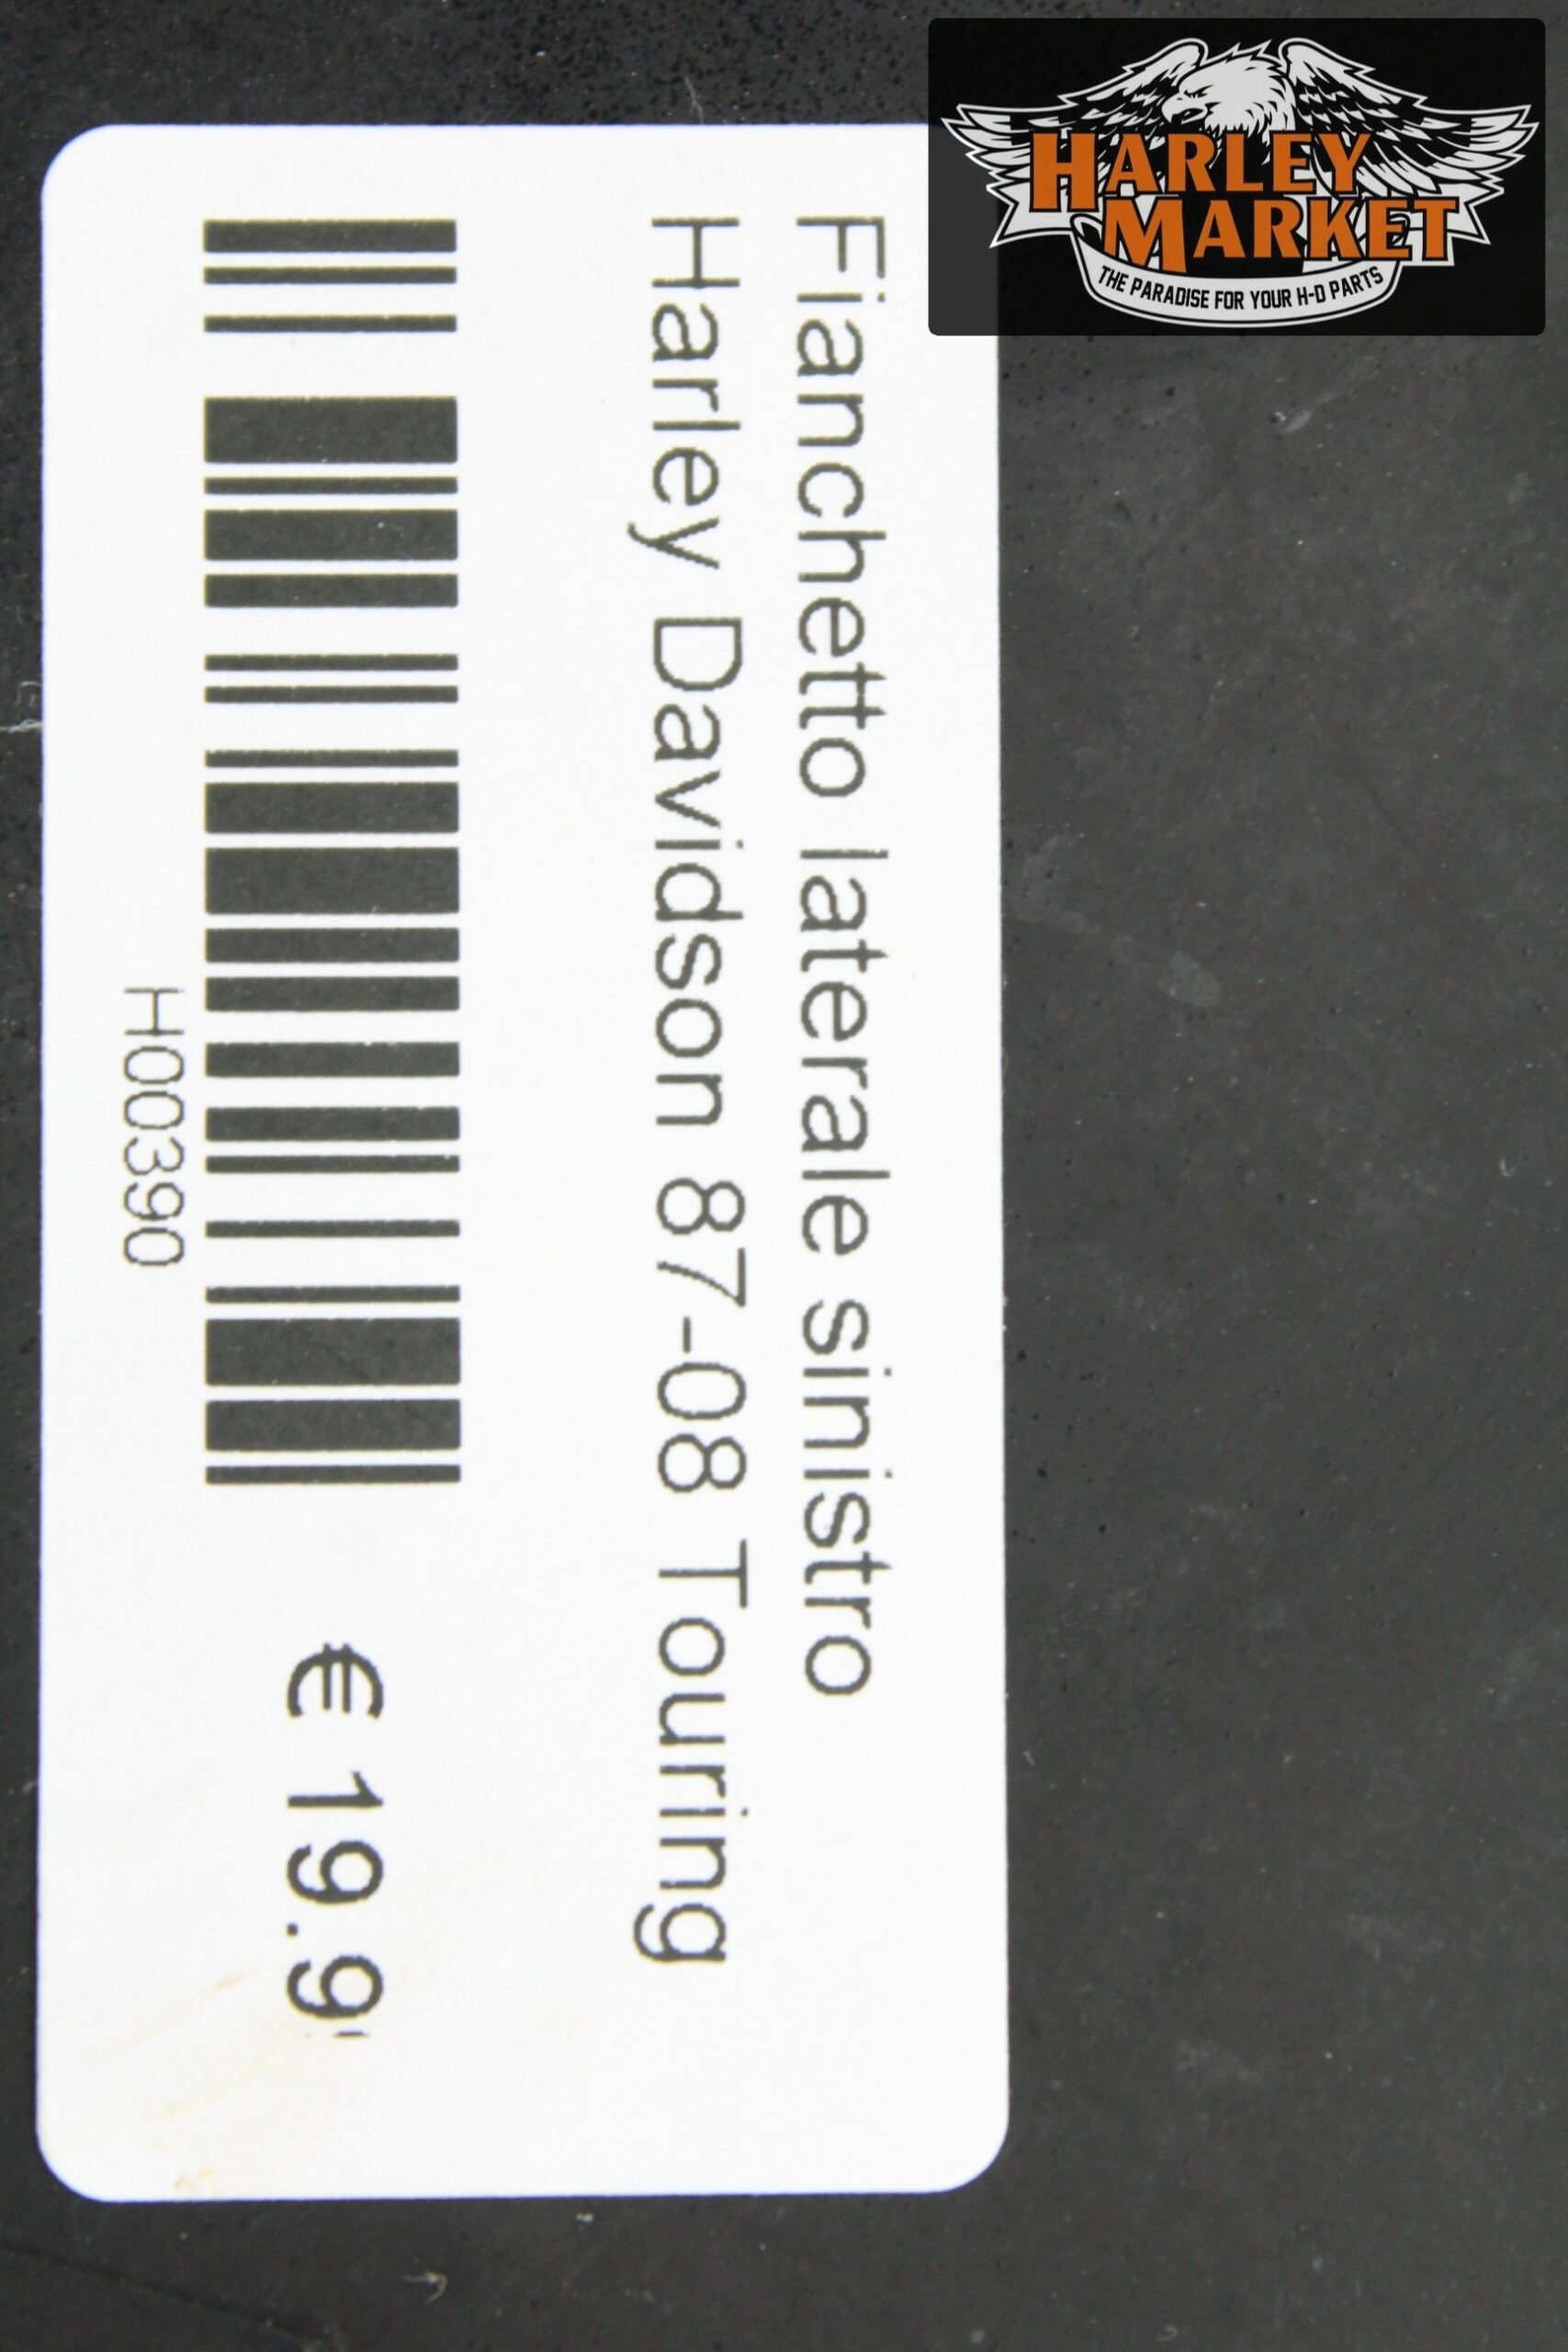 HARLEY
MARKET
THE PARADISE FOR YOUR H-D PARTS
Fianchetto laterale sinistro
Harley Davidson 87-08 Touring
H00390
€ 19.9